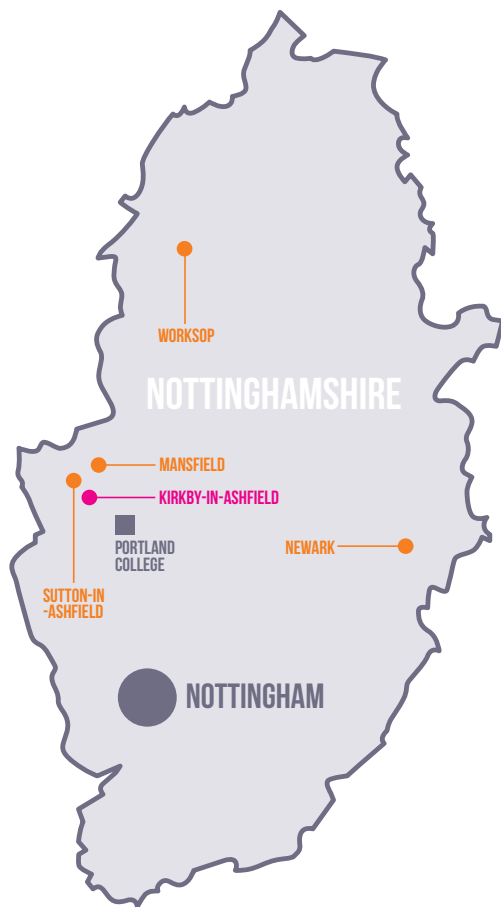 WORKSOP
NOTTINGHAMSHIRE
MANSFIELD
KIRKBY-IN-ASHFIELD
PORTLAND
COLLEGE
NEWARK
SUTTON-IN
-ASHFIELD
NOTTINGHAM